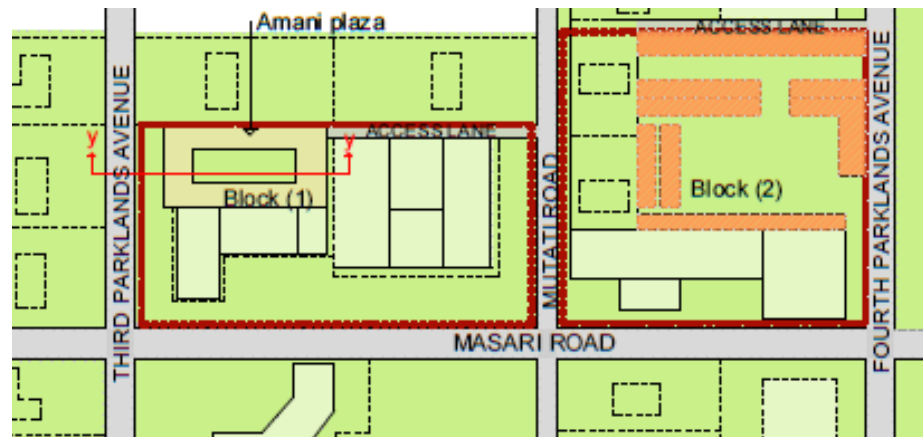 Amani plaza
ACCESS LANE
THIRD PARKLANDS AVENUE
y
y
ACCESS LANE
Block (1)
MUTATI ROAD
Block (2)
FOURTH PARKLANDS AVENUE
MASARI ROAD